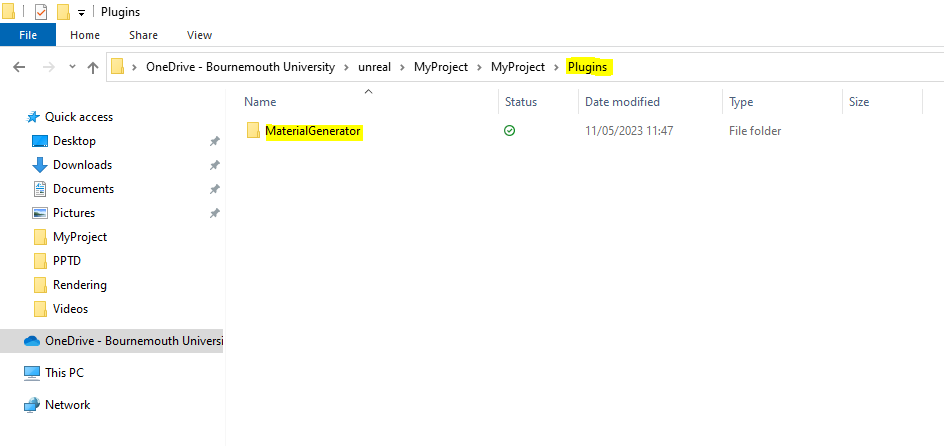 Plugins
File Home Share View
OneDrive - Bournemouth University > unreal > MyProject > MyProject > Plugins
Name Status Date modified Type Size
Quick access
MaterialGenerator 11/05/2023 11:47 File folder
Desktop
Downloads
Documents
Pictures
MyProject
PPTD
Rendering
Videos
OneDrive - Bournemouth Universi
This PC
Network